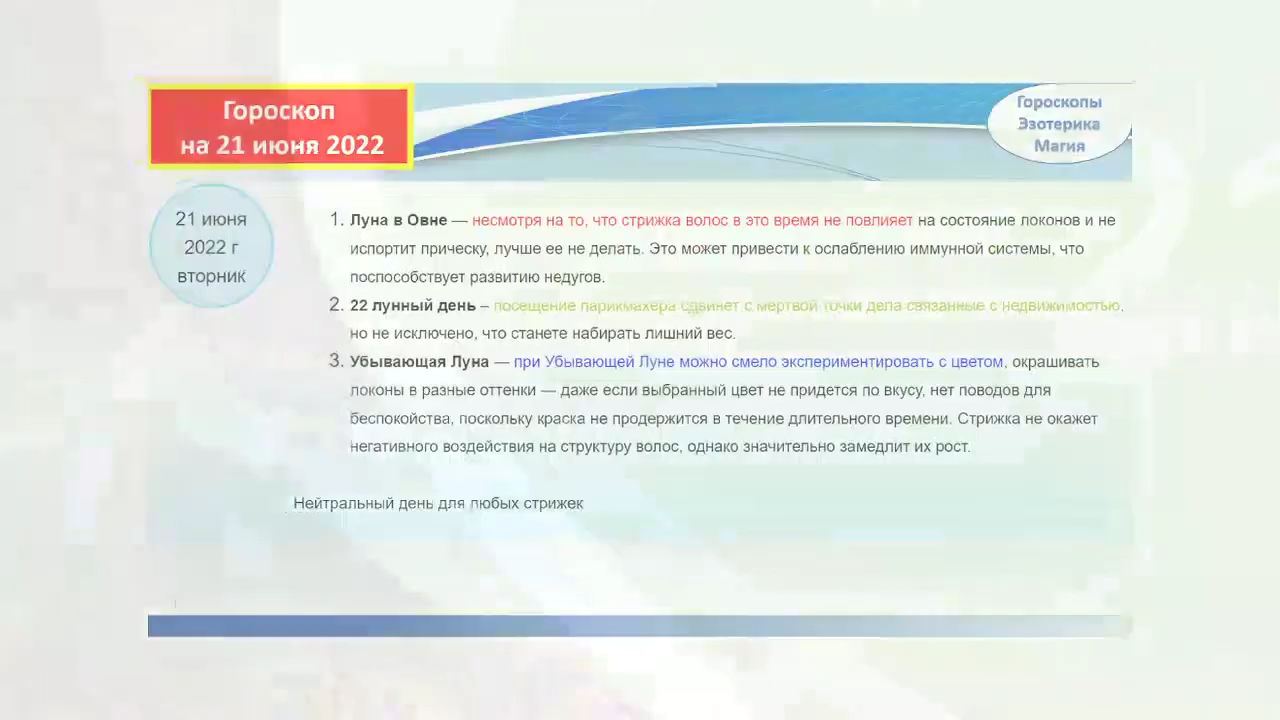 Гороскоп
на 21 июня 2022
Гороскопы
Эзотерика
Магия
21 июня
2022 г
вторник
1. Луна в Овне — несмотря на то, что стрижка волос в это время не повлияет на состояние локонов и не
испортит прическу, лучше ее не делать. Это может привести к ослаблению иммунной системы, что
поспособствует развитию недугов.
2. 22 лунный день – посещение парикмахера сдвинет с мертвой точки дела связанные с недвижимостью,
но не исключено, что станете набирать лишний вес.
3. Убывающая Луна — при Убывающей Луне можно смело экспериментировать с цветом, окрашивать
локоны в разные оттенки — даже если выбранный цвет не придется по вкусу, нет поводов для
беспокойства, поскольку краска не продержится в течение длительного времени. Стрижка не окажет
негативного воздействия на структуру волос, однако значительно замедлит их рост.
Нейтральный день для любых стрижек